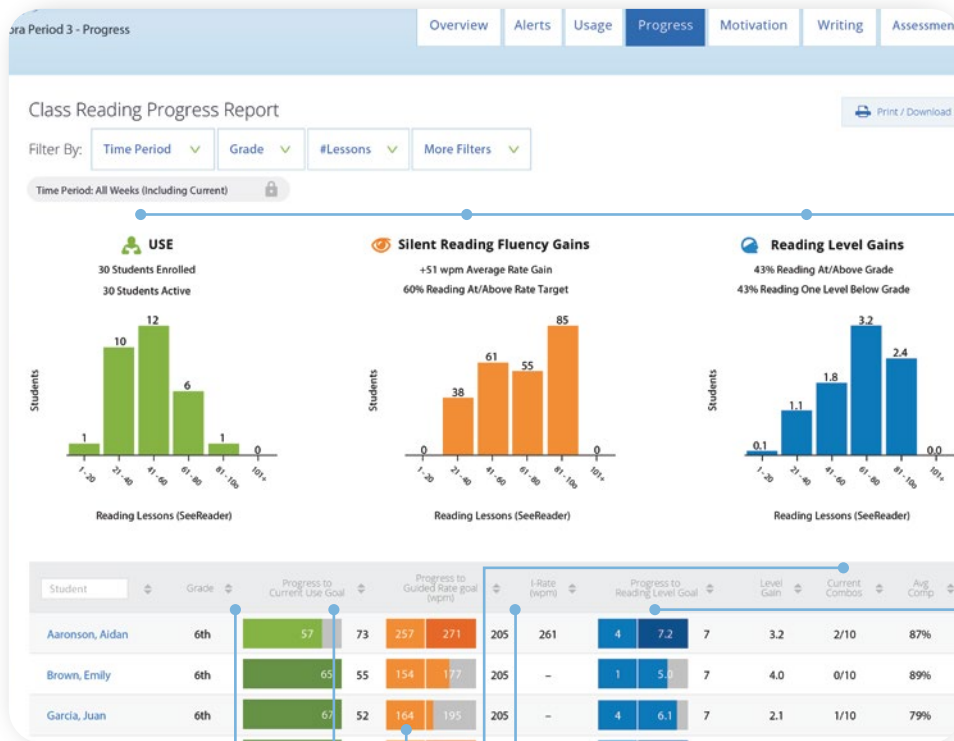 ora Period 3 - Progress
Overview Alerts Usage Progress Motivation Writing Assessmen
Class Reading Progress Report
Print / Download
Filter By: Time Period Grade #Lessons More Filters
Time Period: All Weeks (Including Current)
USE
30 Students Enrolled
30 Students Active
Students
1 10 12 6 1 0
1 - 20 21 - 40 41 - 60 61 - 80 81 - 100 101+
Reading Lessons (SeeReader)
Silent Reading Fluency Gains
+51 wpm Average Rate Gain
60% Reading At/Above Rate Target
Students
0 38 61 55 85 0
1 - 20 21 - 40 41 - 60 61 - 80 81 - 100 101+
Reading Lessons (SeeReader)
Reading Level Gains
43% Reading At/Above Grade
43% Reading One Level Below Grade
Students
0.1 1.1 1.8 3.2 2.4 0.0
1 - 20 21 - 40 41 - 60 61 - 80 81 - 100 101+
Reading Lessons (SeeReader)
Student Grade Progress to Current Use Goal Progress to Guided Rate goal (wpm) I-Rate (wpm) Progress to Reading Level Goal Level Gain Current Combos Avg Comp
Aaronson, Aidan 6th 57 73 257 271 205 261 4 7.2 7 3.2 2/10 87%
Brown, Emily 6th 65 55 154 177 205 – 1 5.0 7 4.0 0/10 89%
Garcia, Juan 6th 67 52 164 195 205 – 4 6.1 7 2.1 1/10 79%